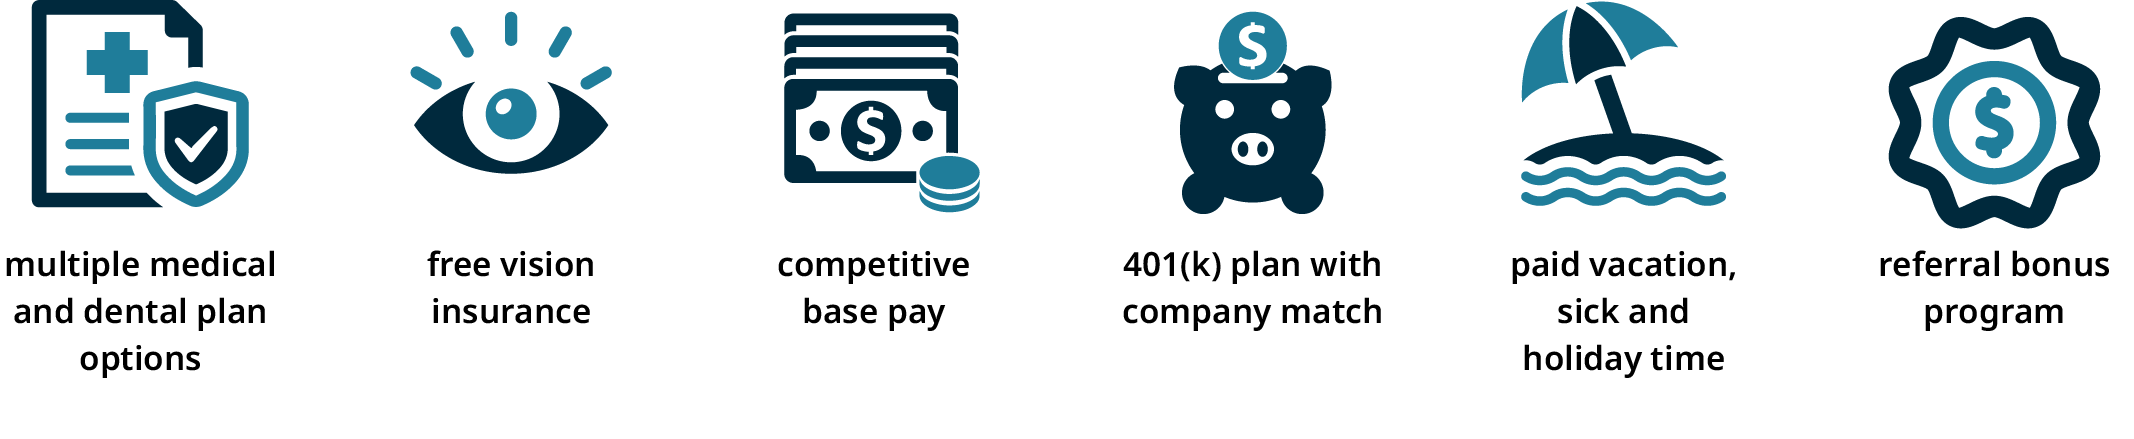 $
$
$
multiple medical
and dental plan
options
free vision
insurance
competitive
base pay
401(k) plan with
company match
paid vacation,
sick and
holiday time
referral bonus
program